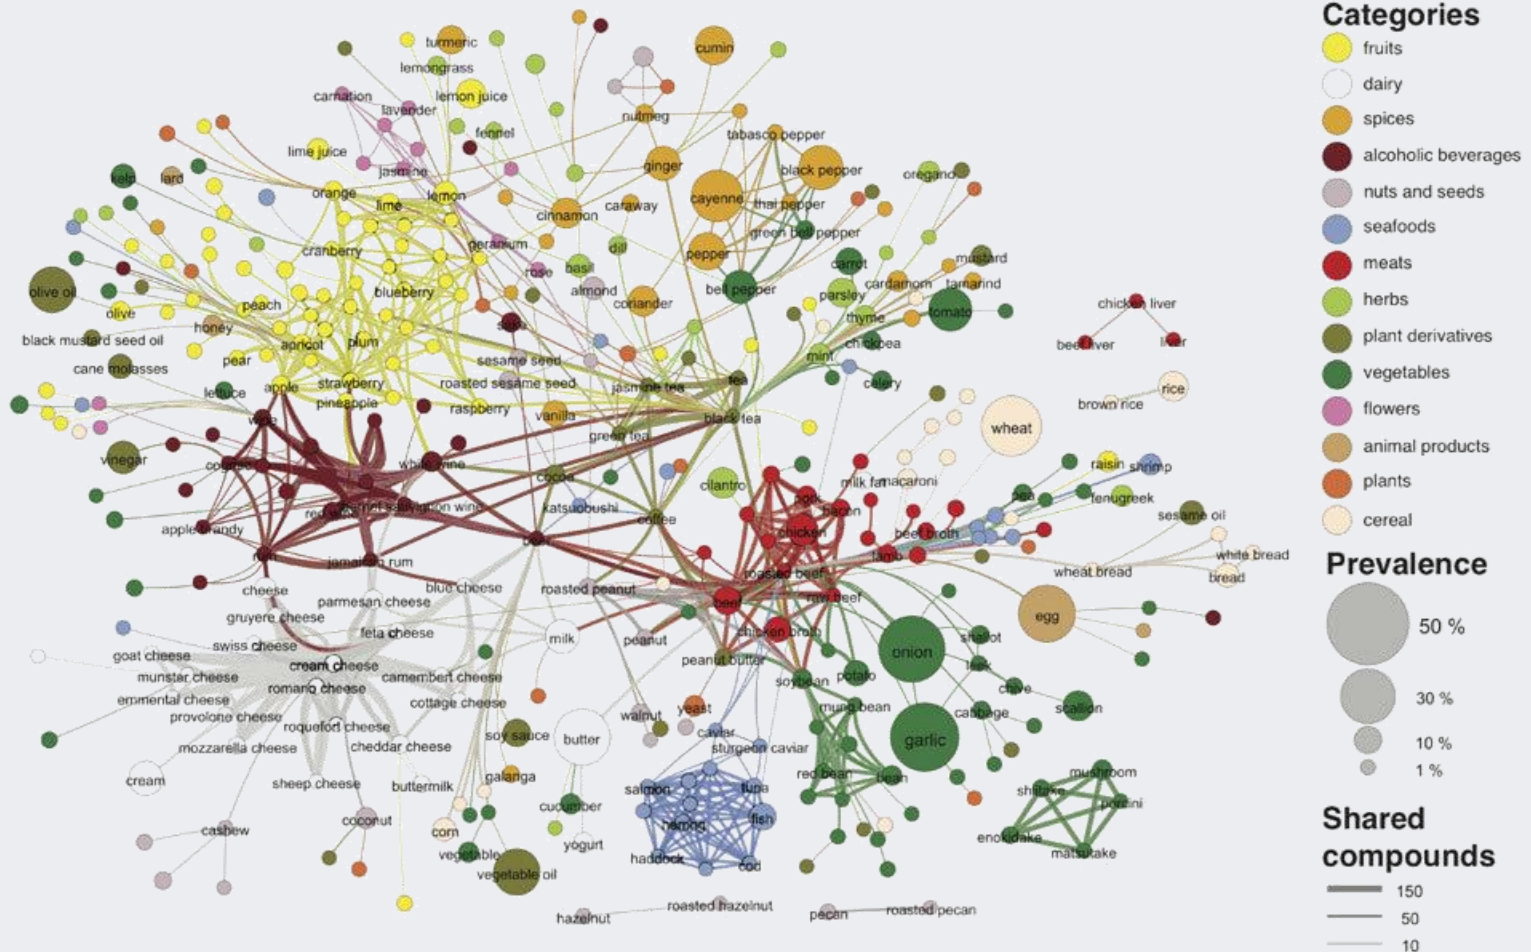 Categories
fruits
dairy
spices
alcoholic beverages
nuts and seeds
seafoods
meats
herbs
plant derivatives
vegetables
flowers
animal products
plants
cereal
Prevalence
50 %
30 %
10 %
1 %
Shared
compounds
150
50
10
turmeric
cumin
lemongrass
carnation
lemon juice
lavender
nutmeg
fennel
tabasco pepper
lime juice
ginger
black pepper
jasmine
kelp
lard
oregano
orange
lemon
lime
caraway
cayenne
thai pepper
cinnamon
green bell pepper
geranium
dill
cranberry
pepper
mustard
rose
basil
carrot
almond
cardamom
tamarind
olive oil
blueberry
bell pepper
parsley
peach
coriander
chicken liver
olive
thyme
tomato
honey
sake
black mustard seed oil
apricot
plum
chickpea
beef liver
liver
pear
sesame seed
mint
cane molasses
apple
strawberry
roasted sesame seed
jasmine tea
tea
celery
lettuce
rice
pineapple
raspberry
brown rice
wine
vanilla
black tea
green tea
wheat
vinegar
white wine
raisin
shrimp
cocoa
cilantro
milk fat
macaroni
pork
pea
fenugreek
katsuobushi
bacon
cabernet sauvignon wine
sesame oil
apple brandy
coffee
chicken
beef broth
rum
beer
jamaican rum
lamb
white bread
roasted beef
wheat bread
bread
cheese
blue cheese
roasted peanut
parmesan cheese
beef
raw beef
gruyere cheese
egg
feta cheese
chicken broth
milk
peanut
shallot
swiss cheese
goat cheese
cream cheese
peanut butter
onion
leek
munster cheese
camembert cheese
soybean
potato
romano cheese
chive
emmental cheese
cottage cheese
provolone cheese
walnut
yeast
mung bean
cabbage
scallion
roquefort cheese
soy sauce
butter
caviar
mozzarella cheese
cheddar cheese
sturgeon caviar
garlic
cream
sheep cheese
buttermilk
galanga
red bean
bean
mushroom
salmon
tuna
shiitake
porcini
cucumber
coconut
cashew
corn
herring
fish
enokidake
yogurt
vegetable
haddock
cod
matsutake
vegetable oil
hazelnut
roasted hazelnut
pecan
roasted pecan